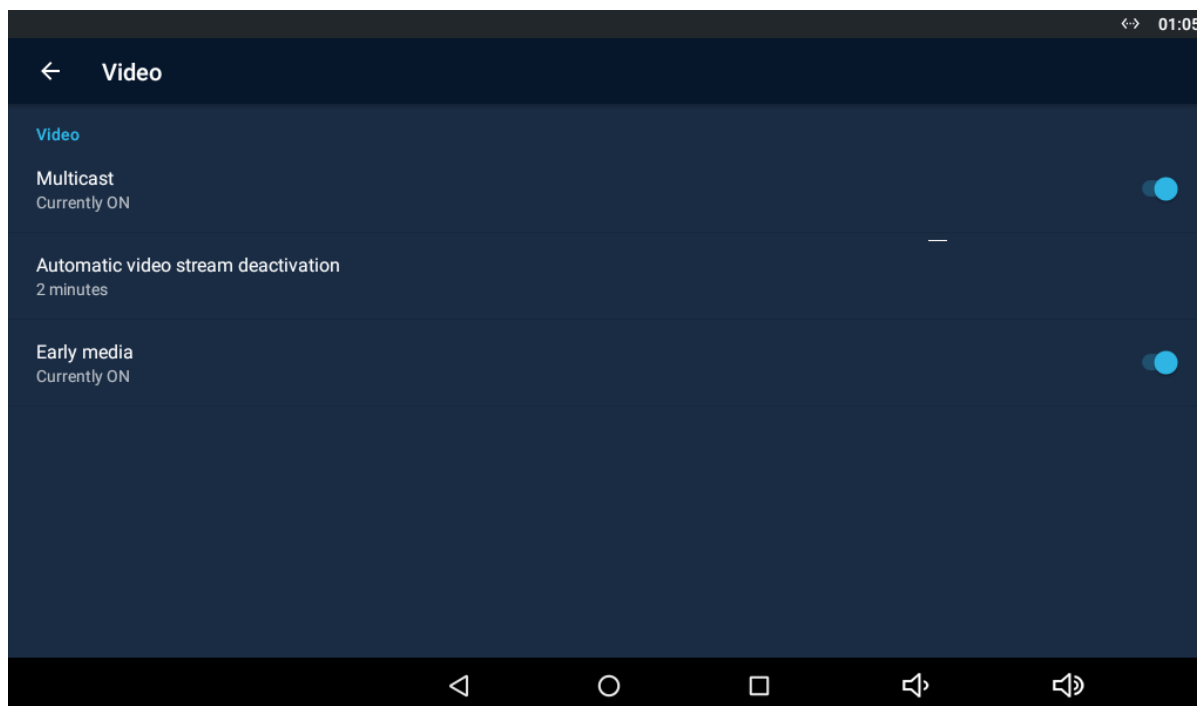 01:05
Video
Video
Multicast
Currently ON
Automatic video stream deactivation
2 minutes
Early media
Currently ON